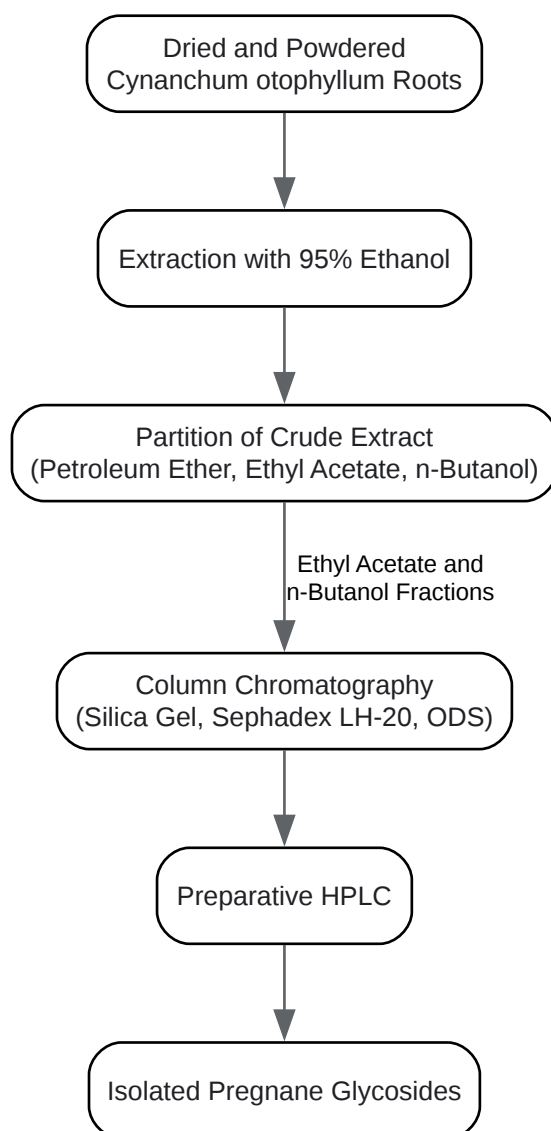 Dried and Powdered
Cynanchum otophyllum Roots
Extraction with 95% Ethanol
Partition of Crude Extract
(Petroleum Ether, Ethyl Acetate, n-Butanol)
Ethyl Acetate and
n-Butanol Fractions
Column Chromatography
(Silica Gel, Sephadex LH-20, ODS)
Preparative HPLC
Isolated Pregnane Glycosides